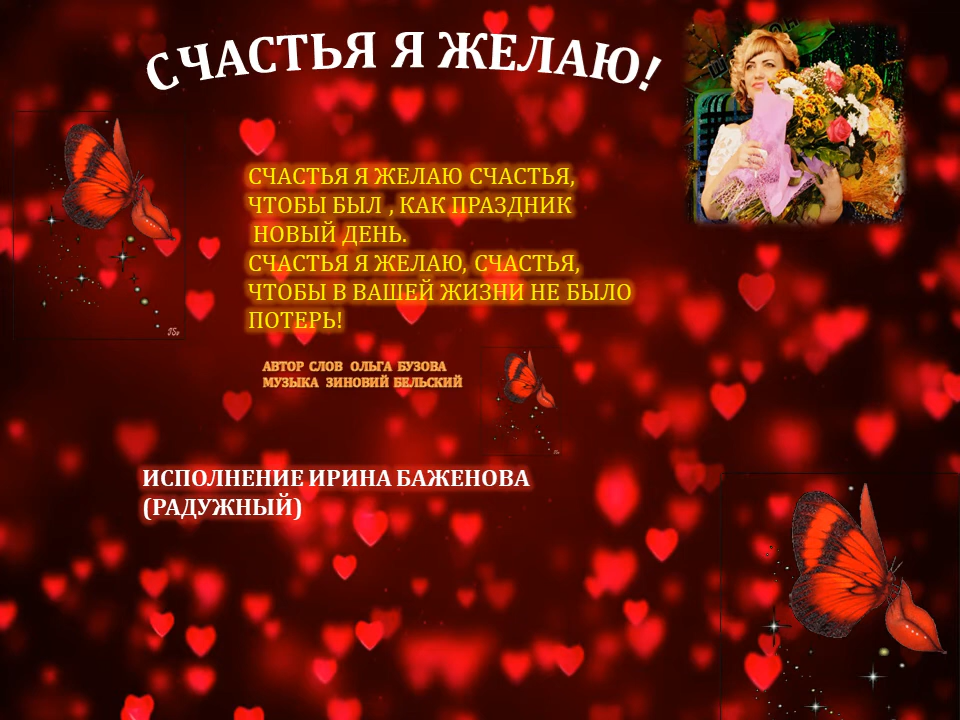 СЧАСТЬЯ Я ЖЕЛАЮ!
СЧАСТЬЯ Я ЖЕЛАЮ СЧАСТЬЯ,
ЧТОБЫ БЫЛ , КАК ПРАЗДНИК
НОВЫЙ ДЕНЬ.
СЧАСТЬЯ Я ЖЕЛАЮ, СЧАСТЬЯ,
ЧТОБЫ В ВАШЕЙ ЖИЗНИ НЕ БЫЛО
ПОТЕРЬ!
АВТОР СЛОВ ОЛЬГА БУЗОВА
МУЗЫКА ЗИНОВИЙ БЕЛЬСКИЙ
ИСПОЛНЕНИЕ ИРИНА БАЖЕНОВА
(РАДУЖНЫЙ)